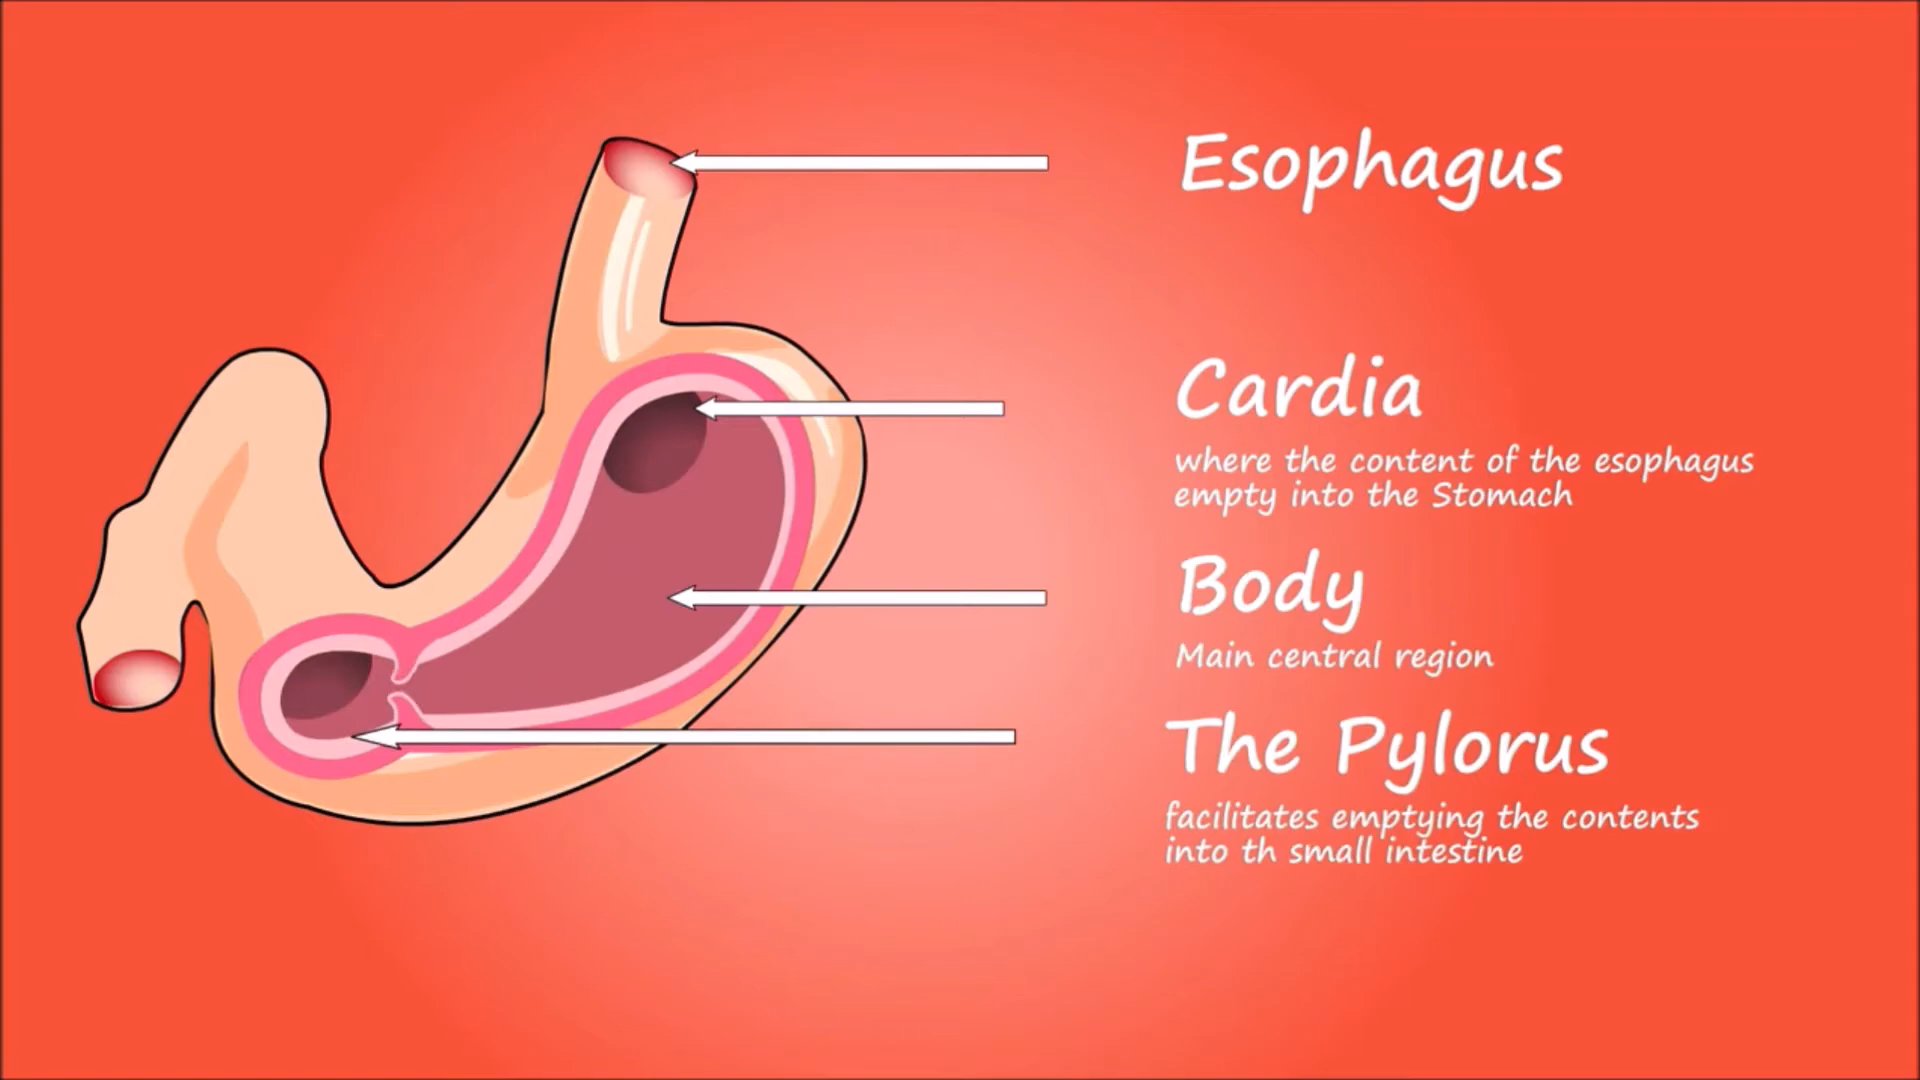 Esophagus
Cardia
where the content of the esophagus
empty into the Stomach
Body
Main central region
The Pylorus
facilitates emptying the contents
into th small intestine